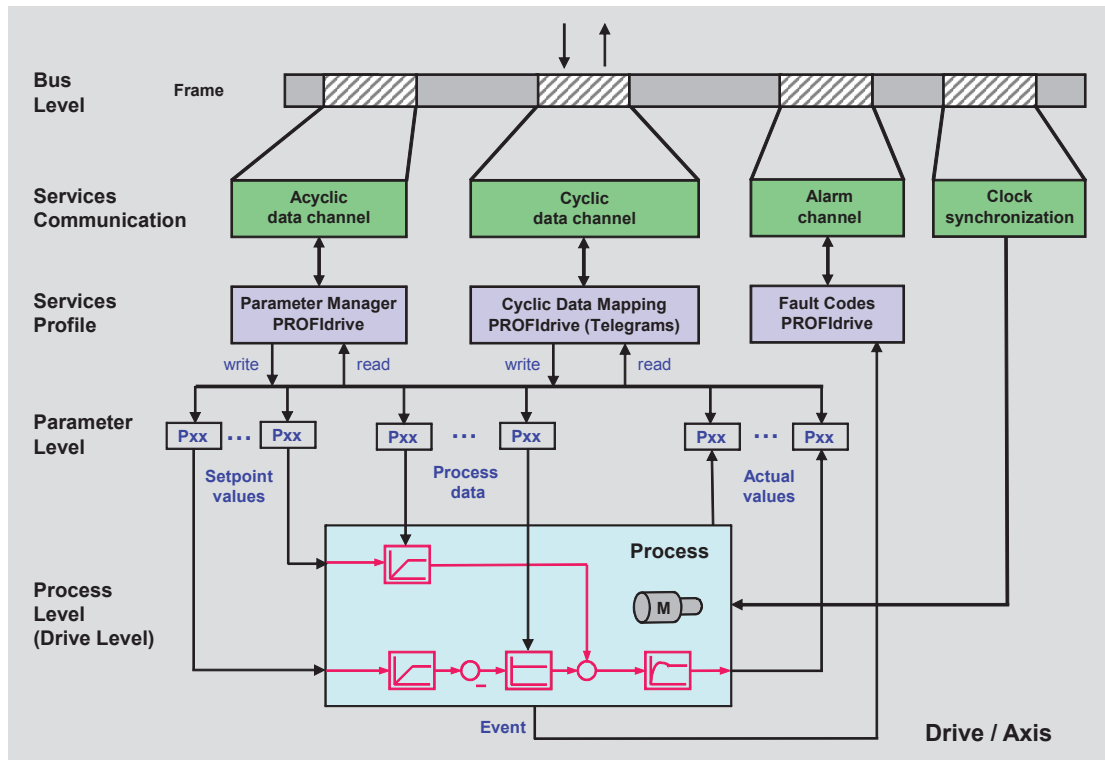 Bus
Level
Frame
Services
Communication
Acyclic
data channel
Cyclic
data channel
Alarm
channel
Clock
synchronization
Services
Profile
Parameter Manager
PROFIdrive
Cyclic Data Mapping
PROFIdrive (Telegrams)
Fault Codes
PROFIdrive
write
read
write
read
Parameter
Level
Pxx ... Pxx
Pxx ... Pxx
Pxx ... Pxx
Setpoint
values
Process
data
Actual
values
Process
Level
(Drive Level)
Process
M
Event
Drive / Axis